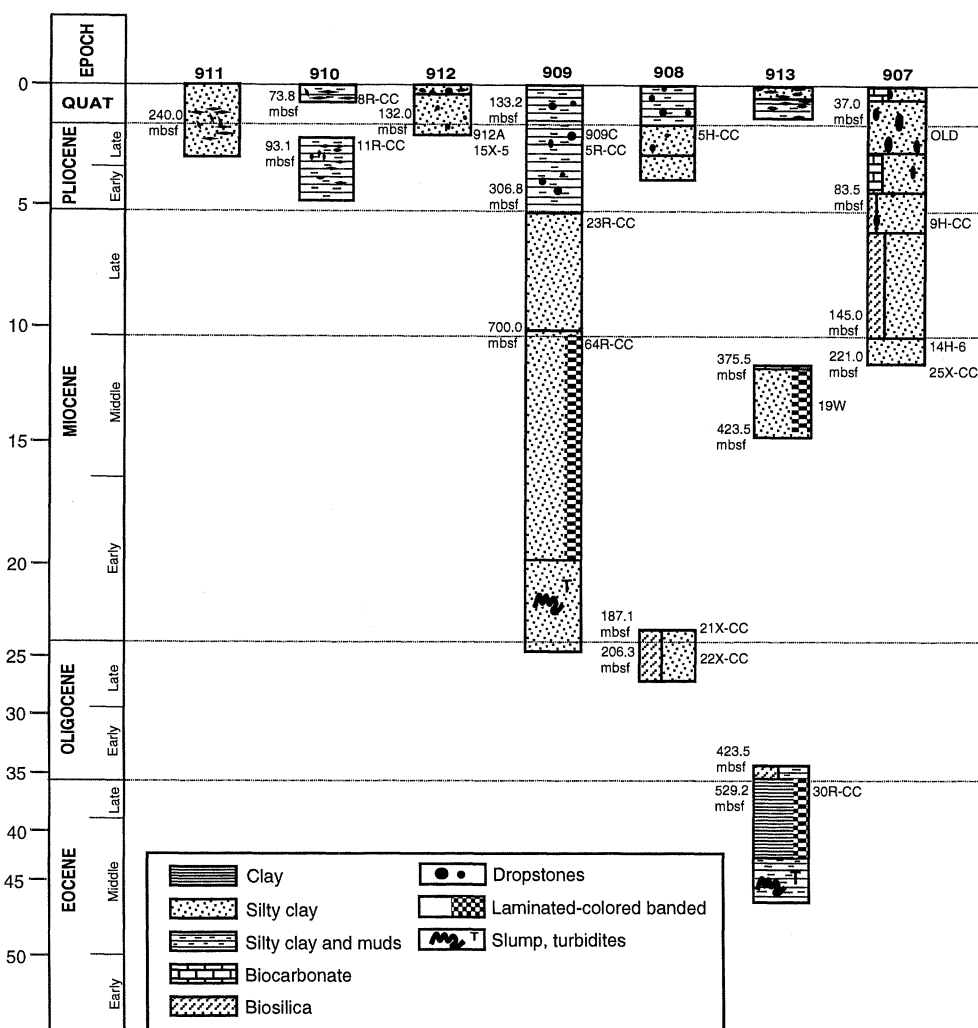 EPOCH
911
910
912
909
908
913
907
0
QUAT
240.0
mbsf
73.8
mbsf
8R-CC
132.0
mbsf
912A
15X-5
133.2
mbsf
909C
5R-CC
5H-CC
37.0
mbsf
OLD
PLIOCENE
Late
Early
93.1
mbsf
11R-CC
306.8
mbsf
83.5
mbsf
5
23R-CC
9H-CC
MIOCENE
Late
10
700.0
mbsf
64R-CC
145.0
mbsf
14H-6
221.0
mbsf
25X-CC
375.5
mbsf
Middle
19W
423.5
mbsf
15
Early
20
T
187.1
mbsf
21X-CC
206.3
mbsf
22X-CC
25
OLIGOCENE
Late
30
Early
423.5
mbsf
35
529.2
mbsf
30R-CC
EOCENE
Late
40
Middle
45
T
50
Early
Clay
Silty clay
Silty clay and muds
Biocarbonate
Biosilica
Dropstones
Laminated-colored banded
T
Slump, turbidites